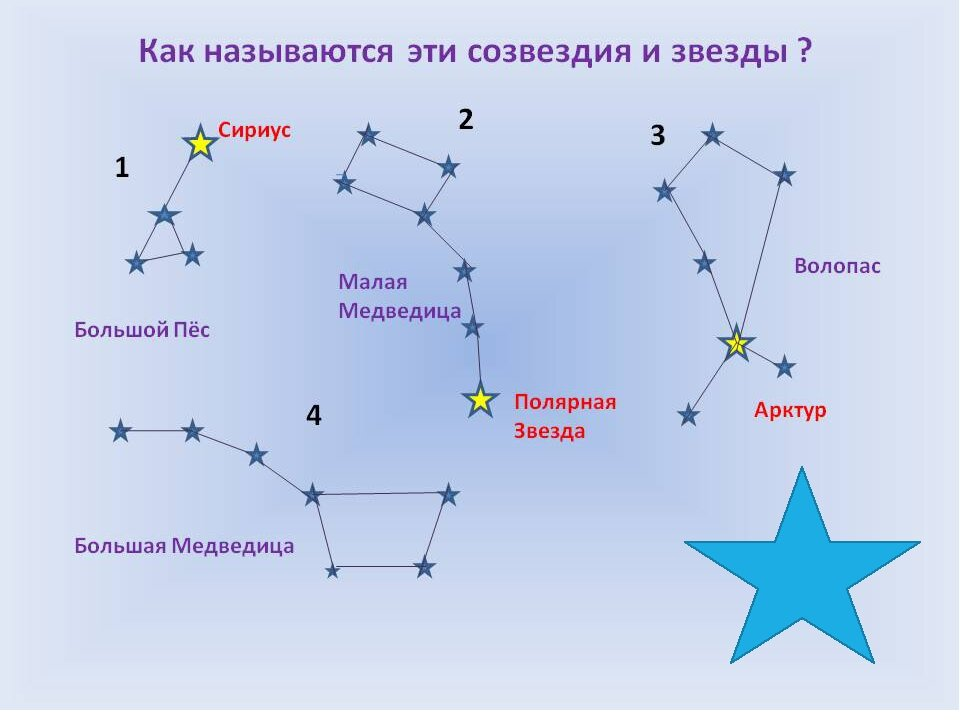 Как называются эти созвездия и звезды ?
1
Сириус
2
3
Большой Пёс
Малая
Медведица
Полярная
Звезда
Волопас
Арктур
4
Большая Медведица